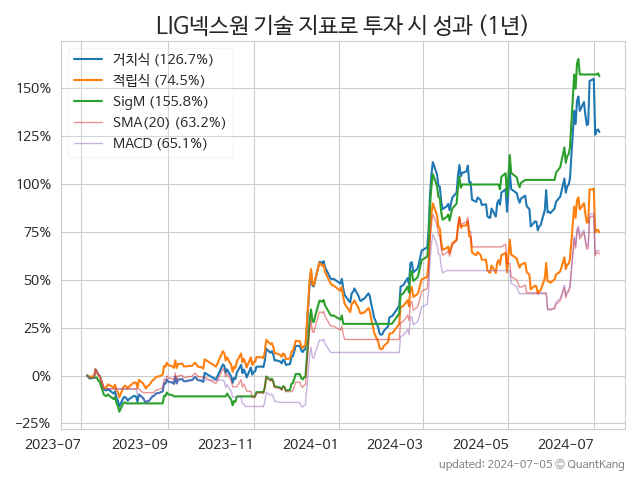 LIG넥스원 기술 지표로 투자 시 성과 (1년)
거치식 (126.7%)
적립식 (74.5%)
SigM (155.8%)
SMA(20) (63.2%)
MACD (65.1%)
150%
125%
100%
75%
50%
25%
0%
−25%
2023-07 2023-09 2023-11 2024-01 2024-03 2024-05 2024-07
updated: 2024-07-05 © QuantKang